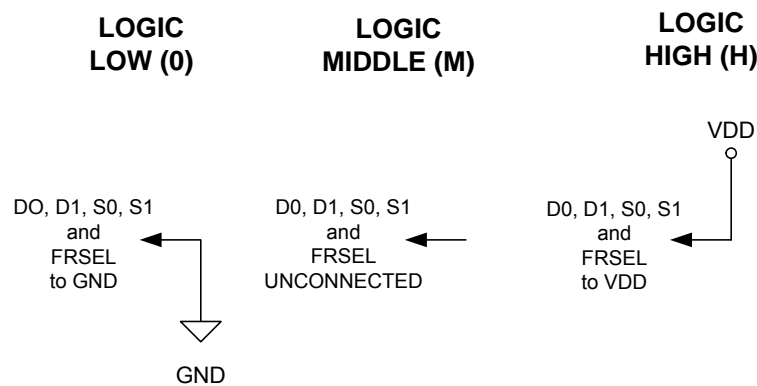 LOGIC
LOW (0)
LOGIC
MIDDLE (M)
LOGIC
HIGH (H)
DO, D1, S0, S1
and
FRSEL
to GND
GND
D0, D1, S0, S1
and
FRSEL
UNCONNECTED
VDD
D0, D1, S0, S1
and
FRSEL
to VDD